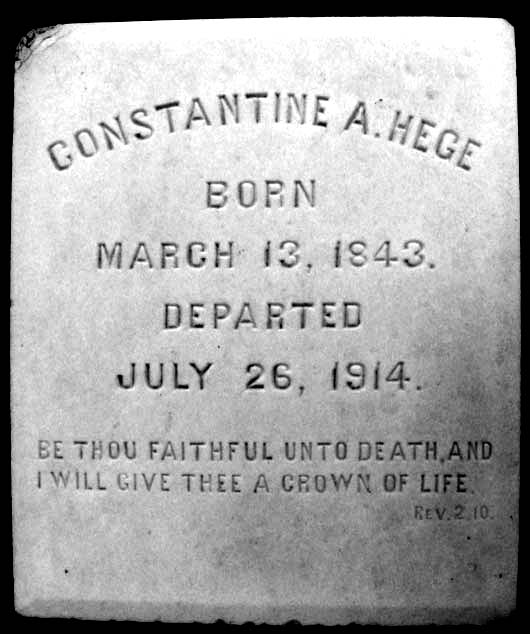 CONSTANTINE A. HEGE
BORN
MARCH 13, 1843.
DEPARTED
JULY 26, 1914.
BE THOU FAITHFUL UNTO DEATH, AND
I WILL GIVE THEE A CROWN OF LIFE.
REV. 2, 10.